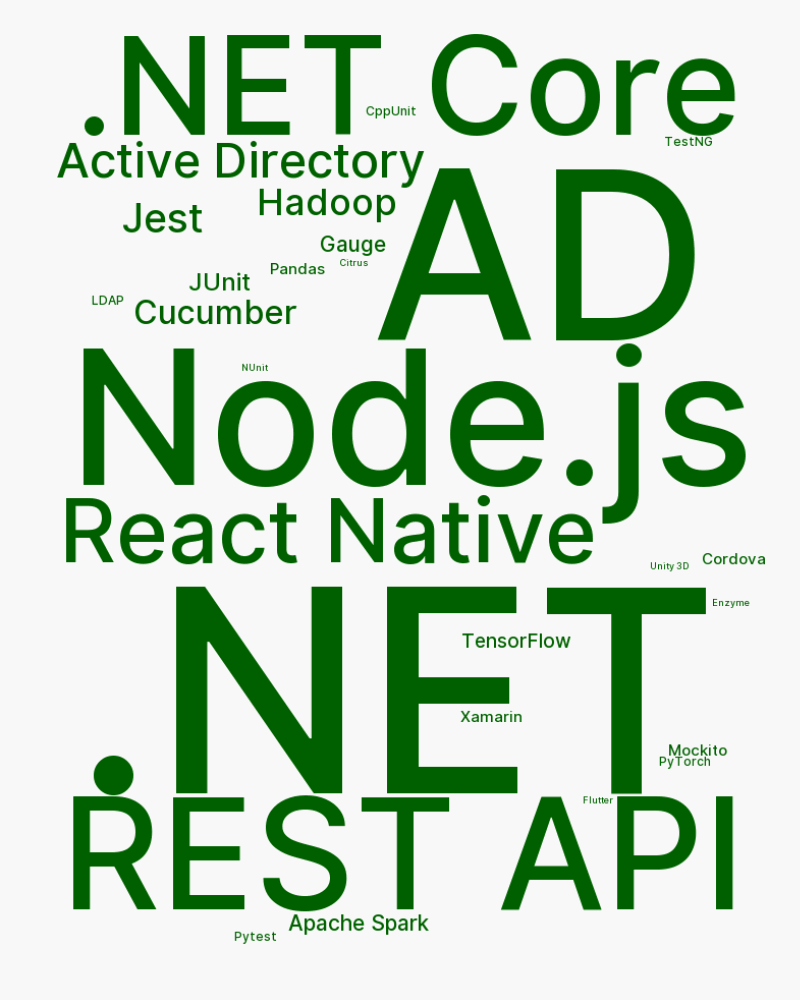 .NET Core
CppUnit
TestNG
Active Directory
AD
Hadoop
Jest
Gauge
Citrus
Pandas
JUnit
LDAP
Cucumber
Node.js
NUnit
React Native
Cordova
Unity 3D
.NET
Enzyme
TensorFlow
Xamarin
Mockito
PyTorch
Flutter
REST API
Apache Spark
Pytest